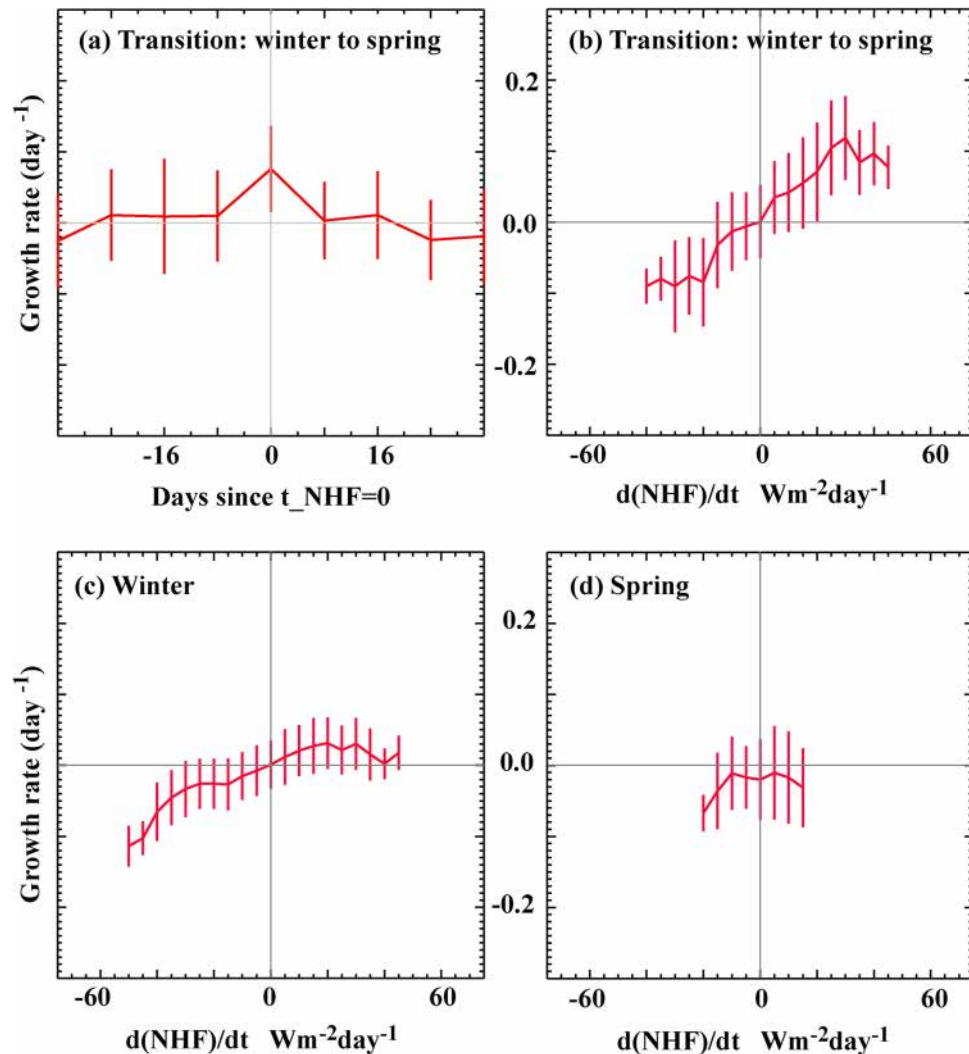 (a) Transition: winter to spring
Growth rate (day -1)
-16 0 16
Days since t_NHF=0
(b) Transition: winter to spring
0.2
0.0
-0.2
-60 0 60
d(NHF)/dt Wm-2day-1
(c) Winter
Growth rate (day -1)
-60 0 60
d(NHF)/dt Wm-2day-1
(d) Spring
0.2
0.0
-0.2
-60 0 60
d(NHF)/dt Wm-2day-1